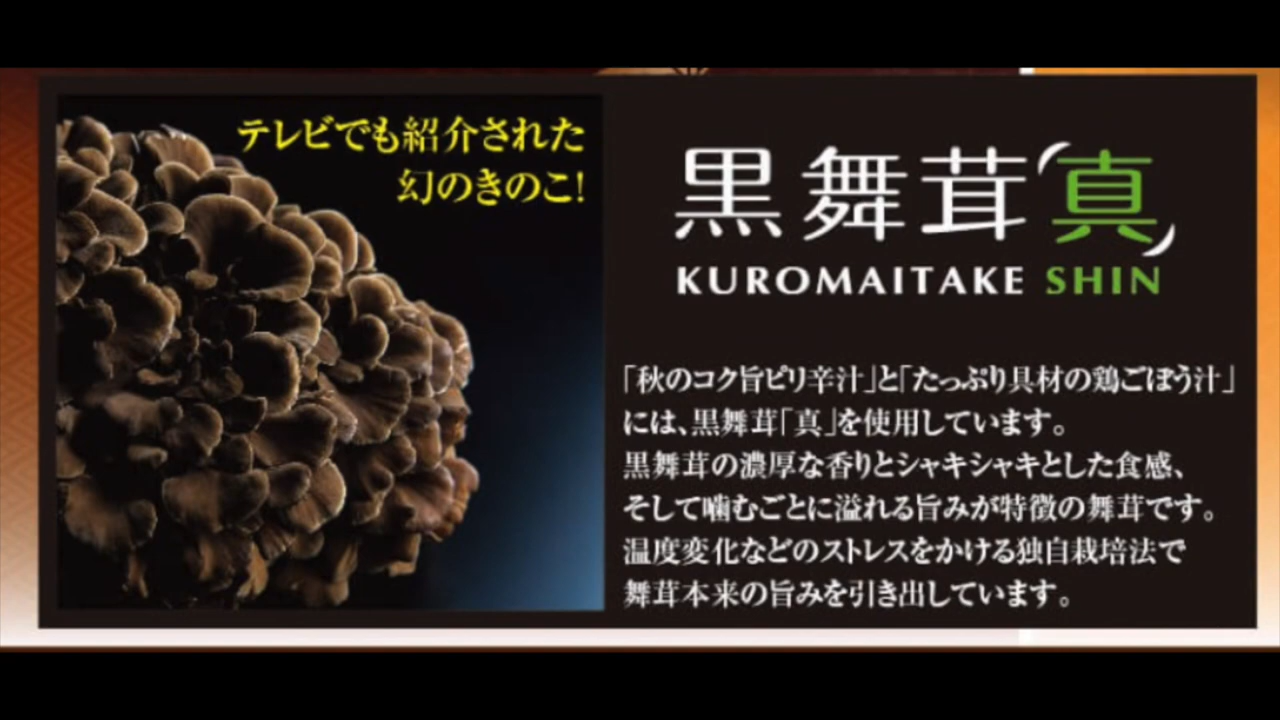 テレビでも紹介された
幻のきのこ!
黒舞茸「真」
KUROMAITAKE SHIN
「秋のコク旨ピリ辛汁」と「たっぷり具材の鶏ごぼう汁」
には、黒舞茸「真」を使用しています。
黒舞茸の濃厚な香りとシャキシャキとした食感、
そして噛むごとに溢れる旨みが特徴の舞茸です。
温度変化などのストレスをかける独自栽培法で
舞茸本来の旨みを引き出しています。